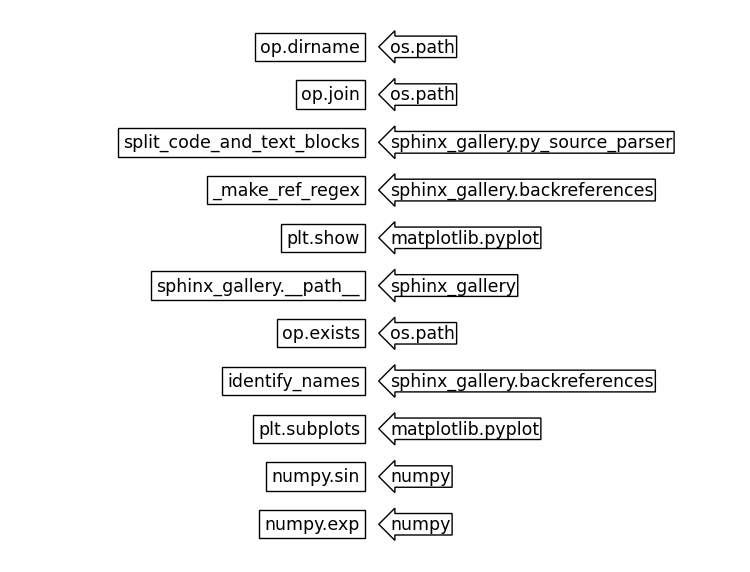 op.dirname os.path
op.join os.path
split_code_and_text_blocks sphinx_gallery.py_source_parser
_make_ref_regex sphinx_gallery.backreferences
plt.show matplotlib.pyplot
sphinx_gallery.__path__ sphinx_gallery
op.exists os.path
identify_names sphinx_gallery.backreferences
plt.subplots matplotlib.pyplot
numpy.sin numpy
numpy.exp numpy